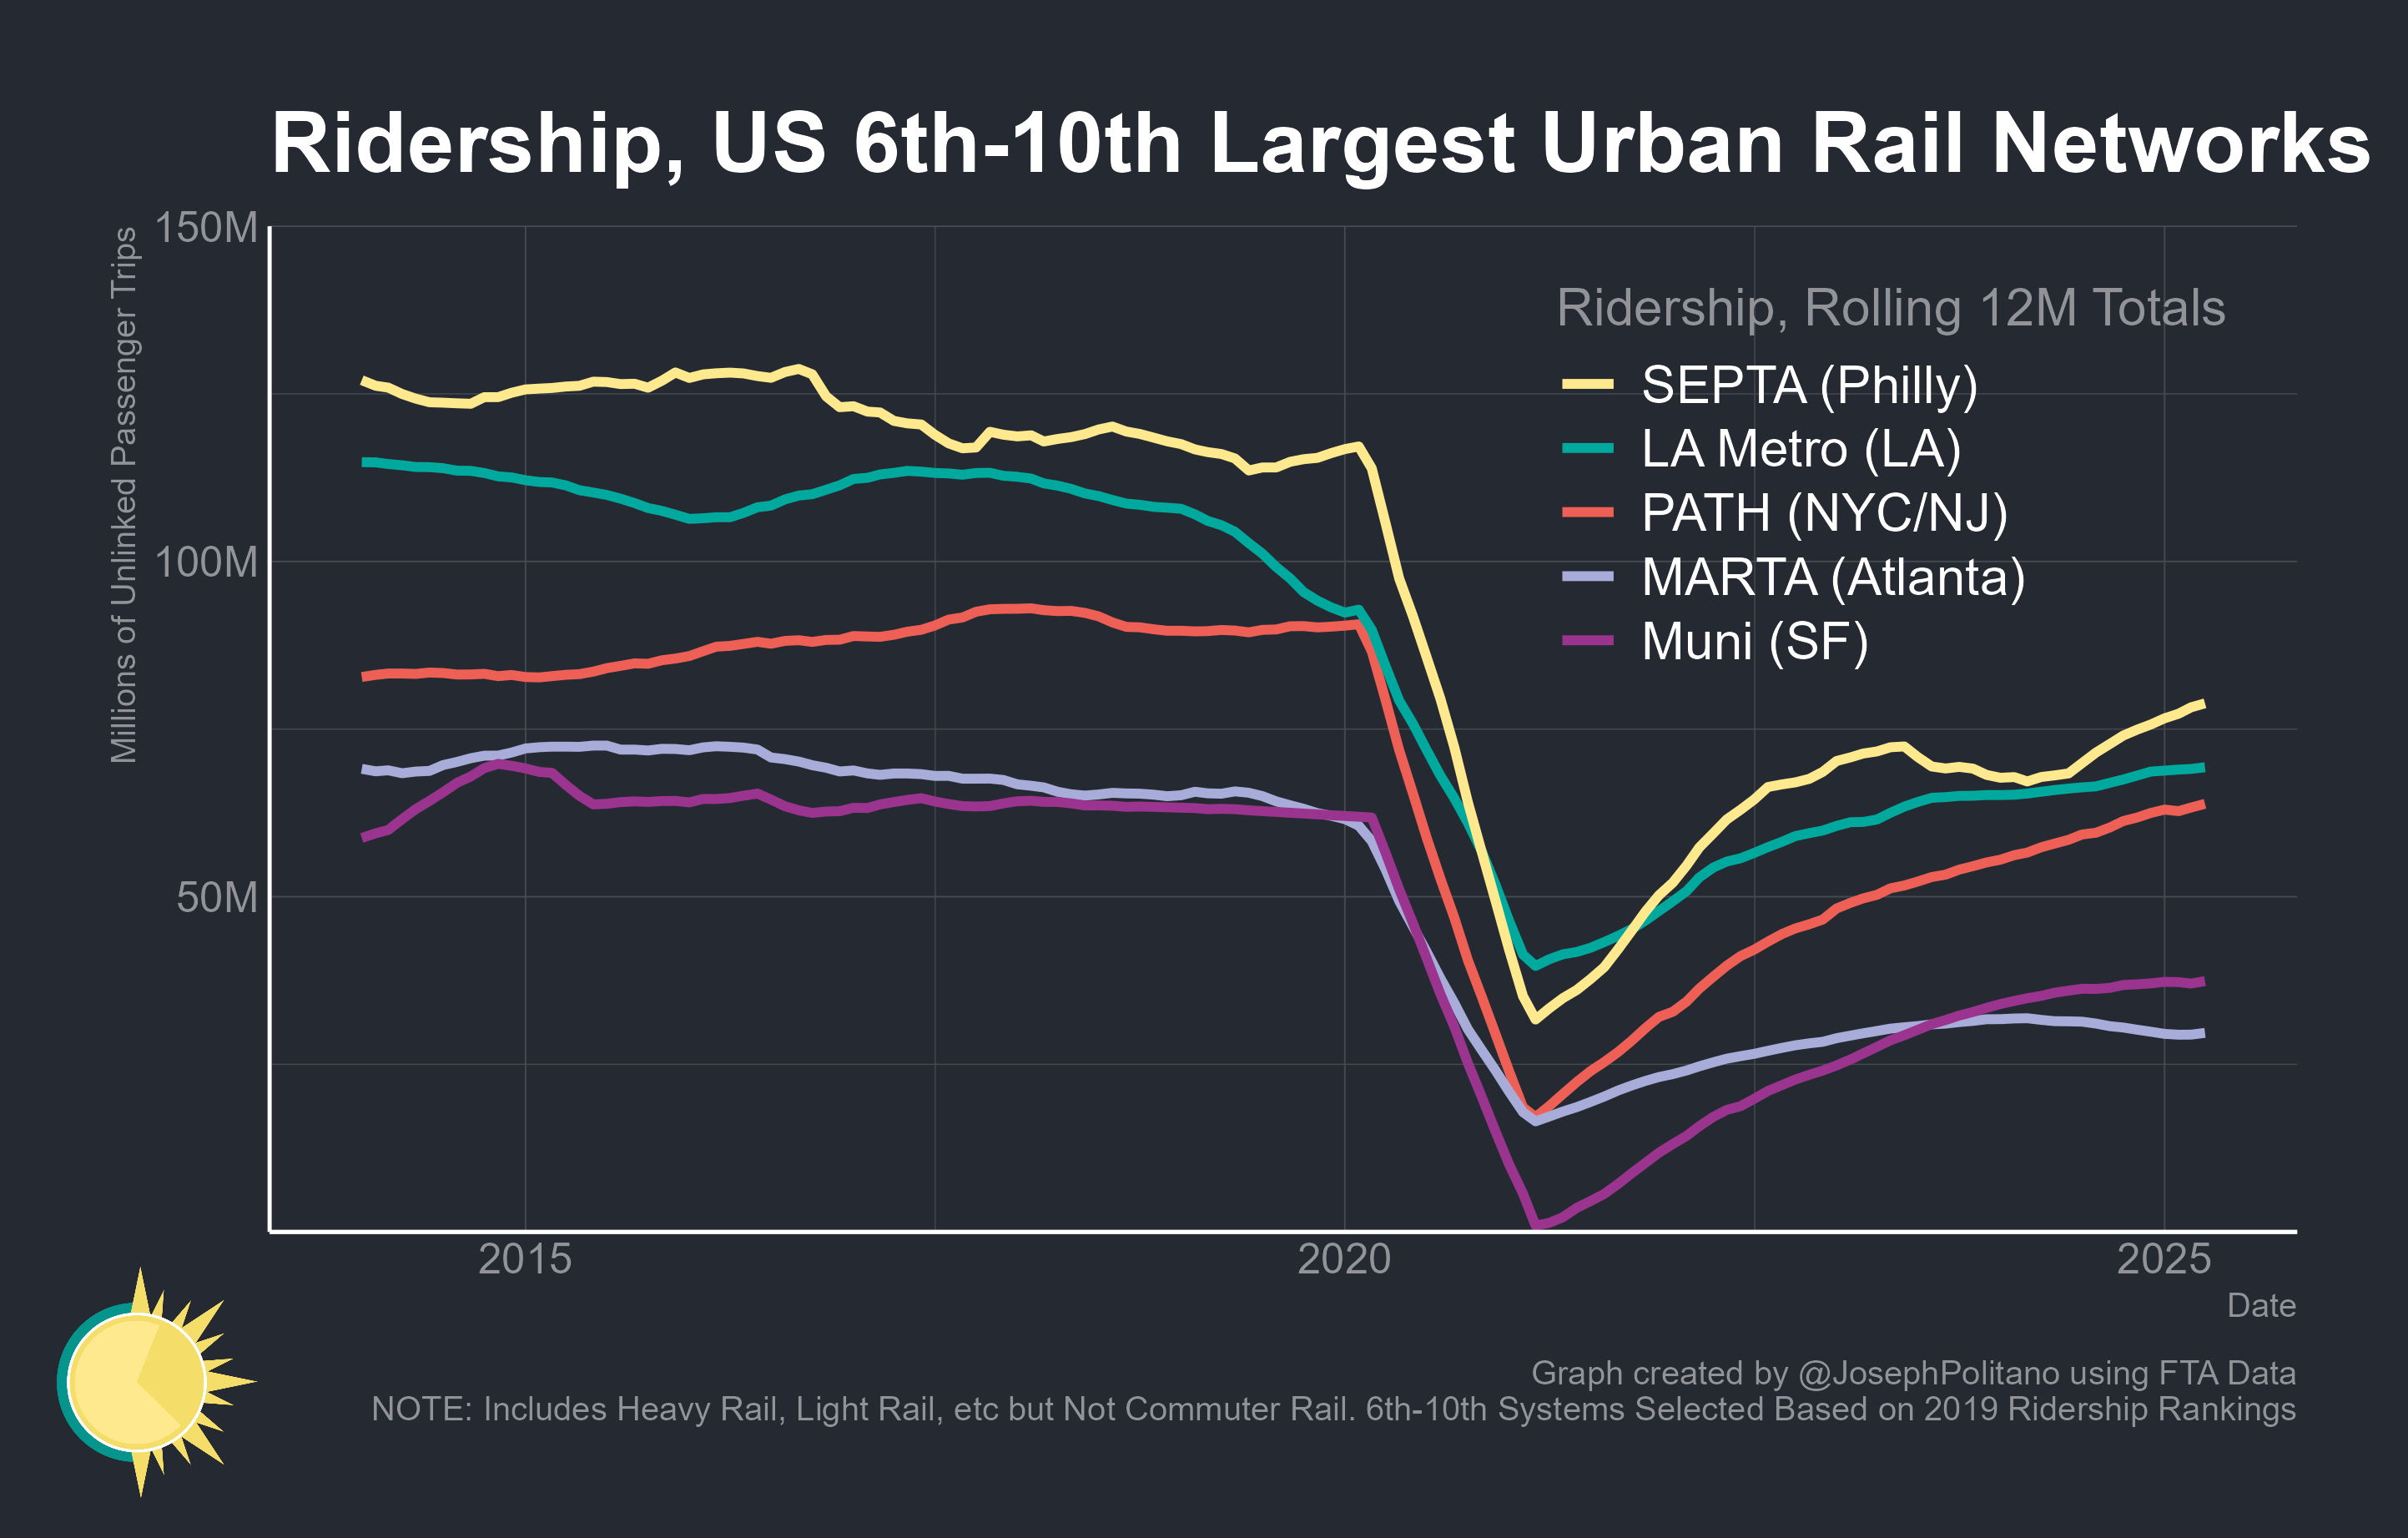 Ridership, US 6th-10th Largest Urban Rail Networks
Millions of Unlinked Passenger Trips
150M
100M
50M
Ridership, Rolling 12M Totals
SEPTA (Philly)
LA Metro (LA)
PATH (NYC/NJ)
MARTA (Atlanta)
Muni (SF)
2015
2020
2025
Date
Graph created by @JosephPolitano using FTA Data
NOTE: Includes Heavy Rail, Light Rail, etc but Not Commuter Rail. 6th-10th Systems Selected Based on 2019 Ridership Rankings